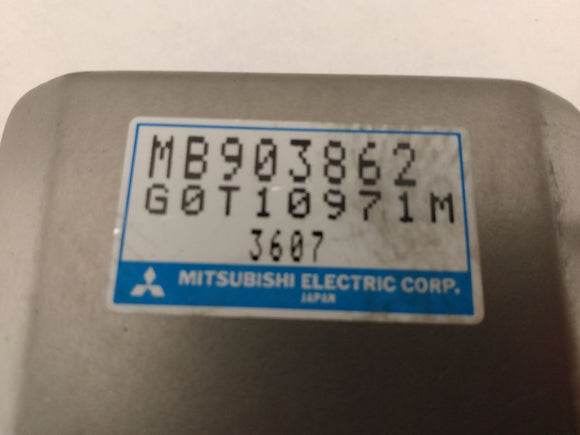 MB903862
G0T10971M
3607
MITSUBISHI ELECTRIC CORP.
JAPAN